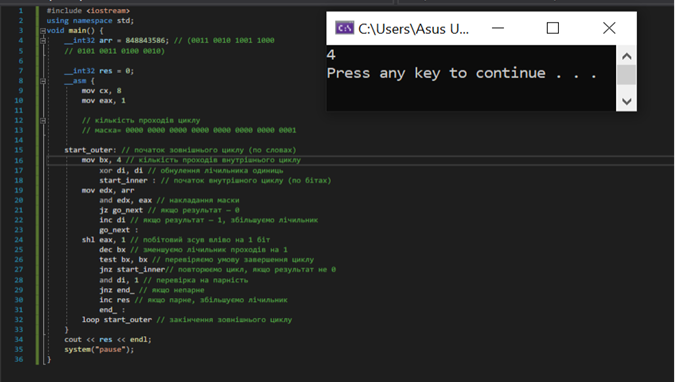 #include <iostream>
using namespace std;
void main() {
__int32 arr = 848843586; // (0011 0010 1001 1000
// 0101 0011 0100 0010)
__int32 res = 0;
__asm {
mov cx, 8
mov eax, 1
// кількість проходів циклу
// маска= 0000 0000 0000 0000 0000 0000 0000 0001
start_outer: // початок зовнішнього циклу (по словах)
mov bx, 4 // кількість проходів внутрішнього циклу
xor di, di // обнулення лічильника одиниць
start_inner : // початок внутріщного циклу (по бітах)
mov edx, arr
and edx, eax // накладання маски
jz go_next // якщо результат – 0
inc di // якщо результат – 1, збільшуємо лічильник
go_next :
shl eax, 1 // побітовий зсув вліво на 1 біт
dec bx // зменшуємо лічильник проходів на 1
test bx, bx // перевіряємо умову завершення циклу
jnz start_inner// повторюємо цикл, якщо результат не 0
and di, 1 // перевірка на парність
jnz end_ // якщо непарне
inc res // якщо парне, збільшуємо лічильник
end_ :
loop start_outer // закінчення зовнішнього циклу
}
cout << res << endl;
system("pause");
}
C:\Users\Asus U...
4
Press any key to continue . . .